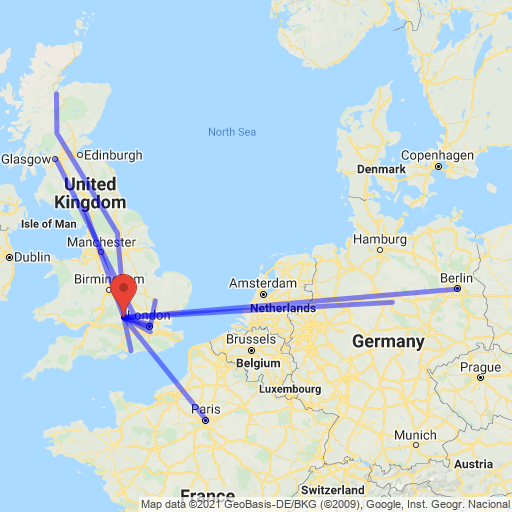 North Sea
Glasgow
Edinburgh
Copenhagen
Denmark
United
Kingdom
Isle of Man
Manchester
Hamburg
Dublin
Birmingham
Amsterdam
Berlin
London
Netherlands
Brussels
Germany
Belgium
Prague
Luxembourg
Paris
Munich
Austria
Switzerland
France
Map data ©2021 GeoBasis-DE/BKG (©2009), Google, Inst. Geogr. Nacional